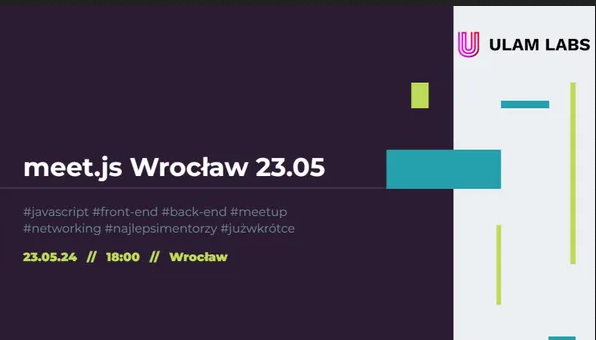 ULAM LABS
meet.js Wrocław 23.05
#javascript #front-end #back-end #meetup
#networking #najlepsimentorzy #jużwkrótce
23.05.24 // 18:00 // Wrocław